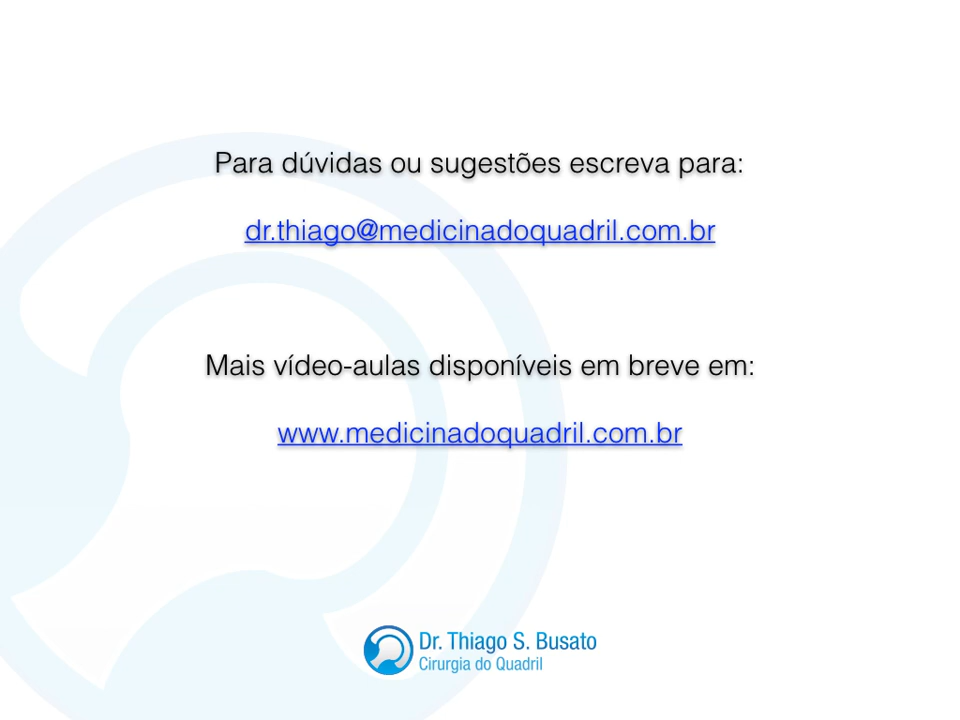 Para dúvidas ou sugestões escreva para:
dr.thiago@medicinadoquadril.com.br
Mais vídeo-aulas disponíveis em breve em:
www.medicinadoquadril.com.br
Dr. Thiago S. Busato
Cirurgia do Quadril